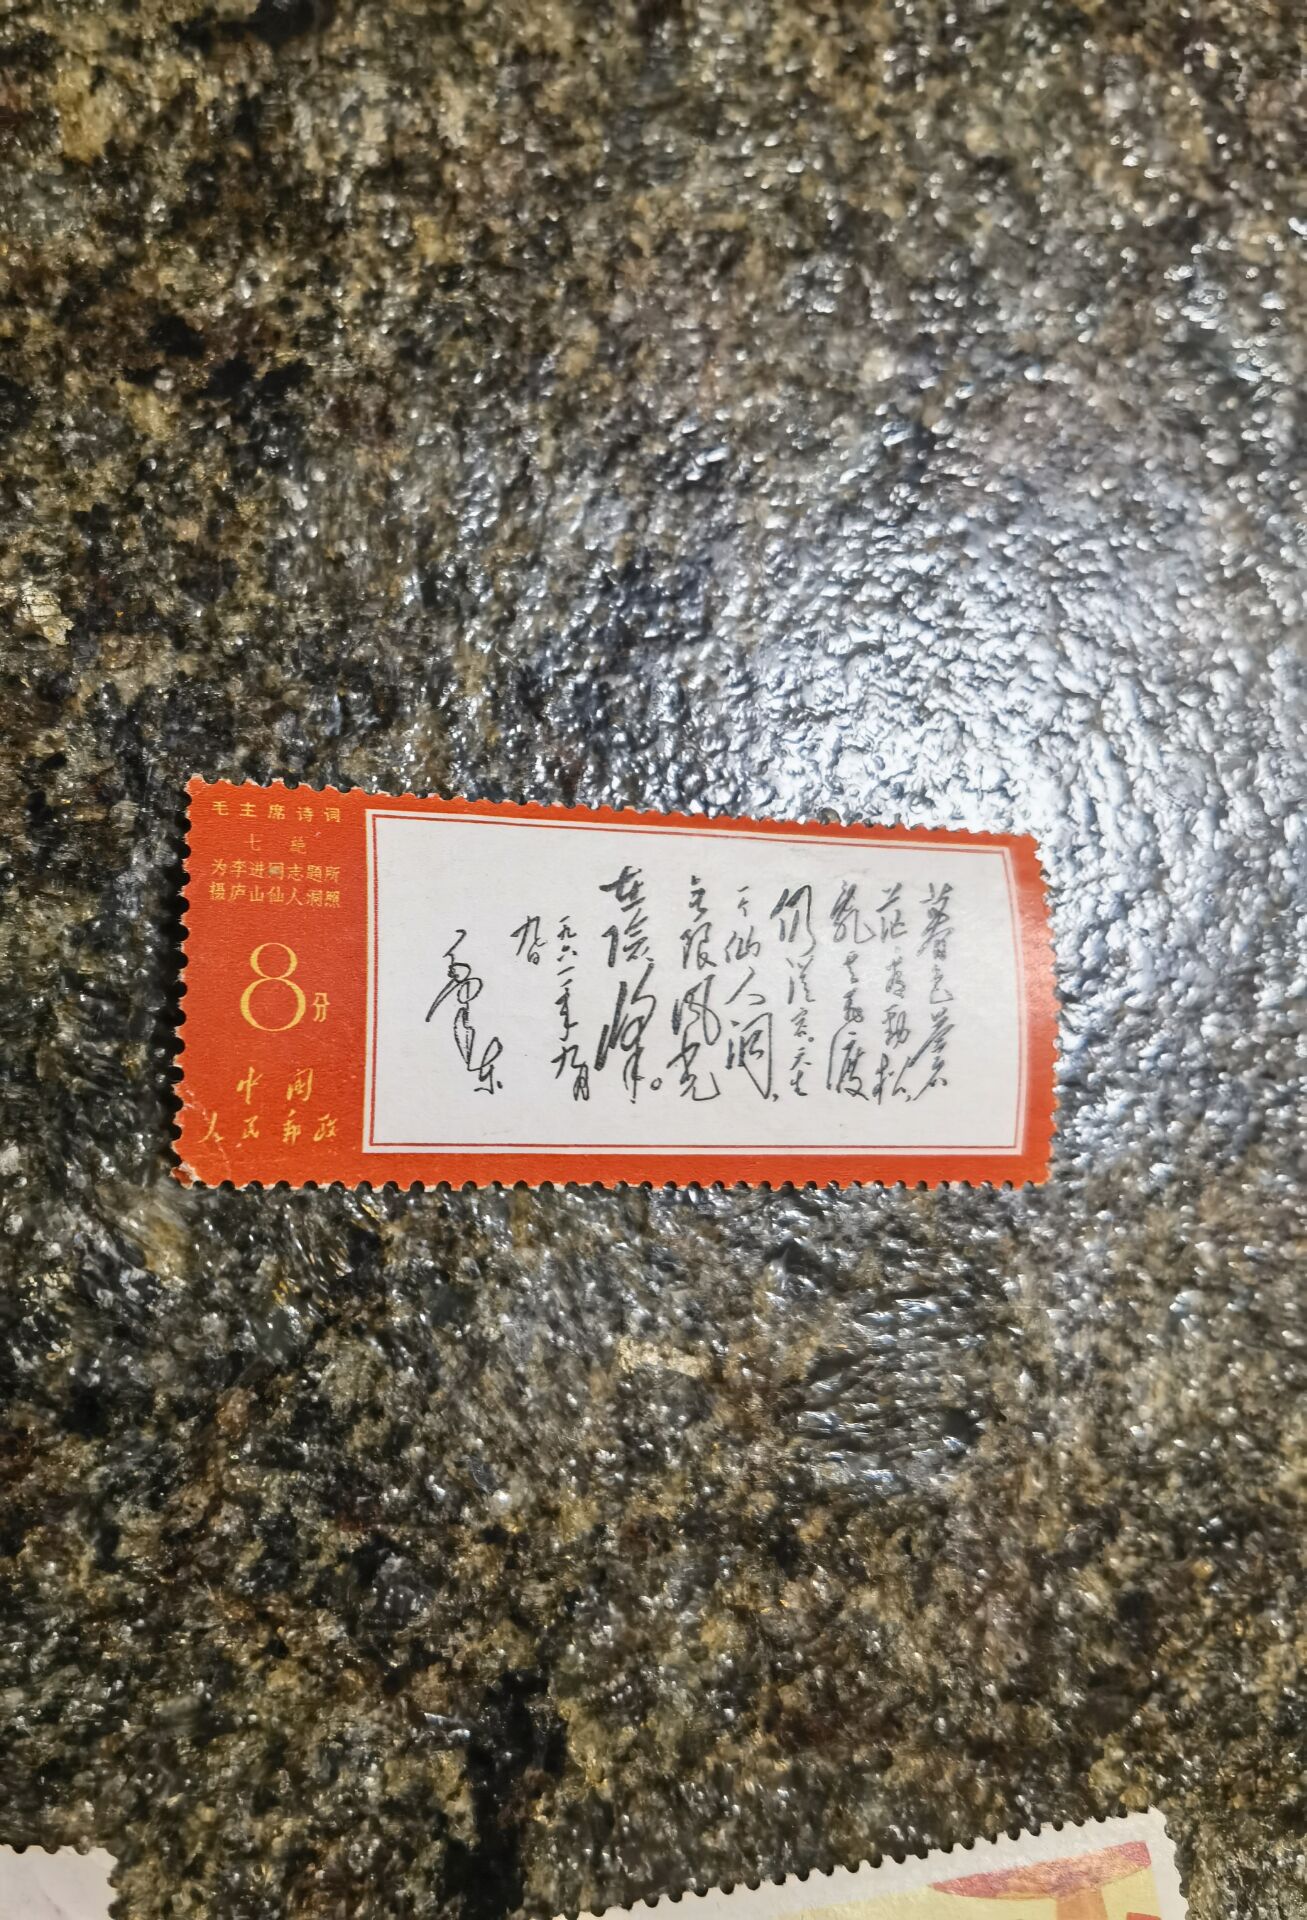 毛主席诗词
七绝
为李进同志题所
摄庐山仙人洞照
8分
中国
人民邮政
暮色苍
茫看劲松，
乱云飞渡
仍从容。天生
一个仙人洞，
无限风光
在险峰。
一九六一年九月
九日
毛泽东